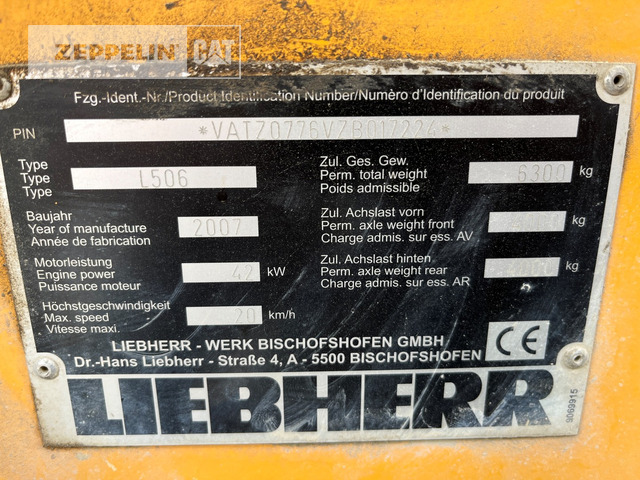 ZEPPELIN CAT
Fzg.-Ident.-Nr./Product Identification Number/Numèro d'Identification du produit
PIN *VATZ0776VZB017224*
Type
Type L506
Type
Zul. Ges. Gew.
Perm. total weight 6300 kg
Poids admissible
Baujahr
Year of manufacture 2007
Année de fabrication
Zul. Achslast vorn
Perm. axle weight front kg
Charge admis. sur ess. AV
Motorleistung
Engine power 42 kW
Puissance moteur
Zul. Achslast hinten
Perm. axle weight rear kg
Charge admis. sur ess. AR
Höchstgeschwindigkeit
Max. speed 20 km/h
Vitesse maxi.
LIEBHERR - WERK BISCHOFSHOFEN GMBH
Dr.-Hans Liebherr - Straße 4, A - 5500 BISCHOFSHOFEN
CE
LIEBHERR
9069915